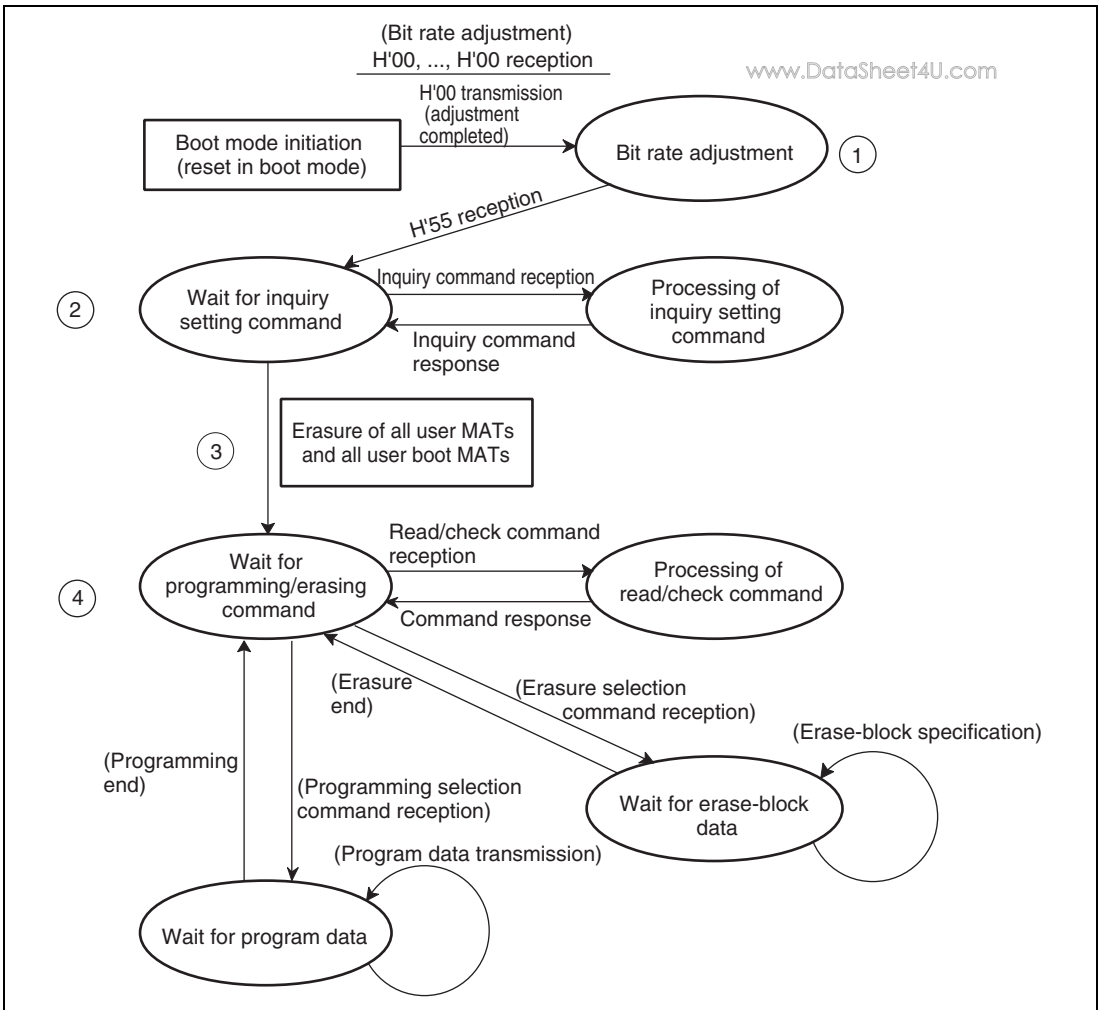 (Bit rate adjustment)
H'00, ..., H'00 reception
www.DataSheet4U.com
H'00 transmission
(adjustment
completed)
Boot mode initiation
(reset in boot mode)
Bit rate adjustment
1
H'55 reception
2
Wait for inquiry
setting command
Inquiry command reception
Processing of
inquiry setting
command
Inquiry command
response
3
Erasure of all user MATs
and all user boot MATs
4
Wait for
programming/erasing
command
Read/check command
reception
Processing of
read/check command
Command response
(Erasure
end)
(Erasure selection
command reception)
(Erase-block specification)
(Programming
end)
(Programming selection
command reception)
Wait for erase-block
data
(Program data transmission)
Wait for program data